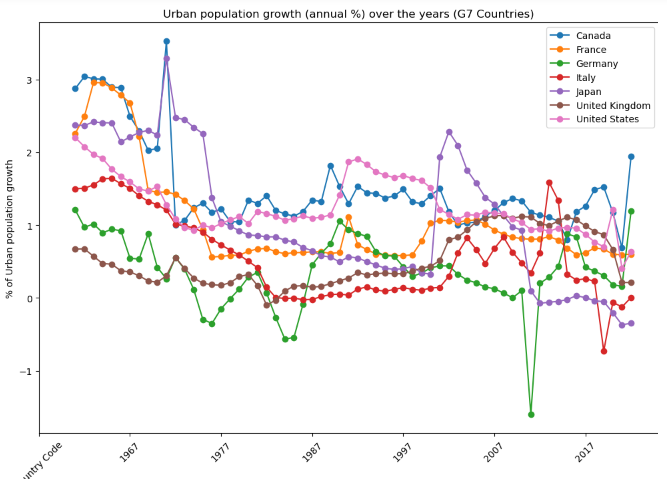 Urban population growth (annual %) over the years (G7 Countries)
Canada
France
Germany
Italy
Japan
United Kingdom
United States
% of Urban population growth
3
2
1
0
−1
untry Code
1967
1977
1987
1997
2007
2017